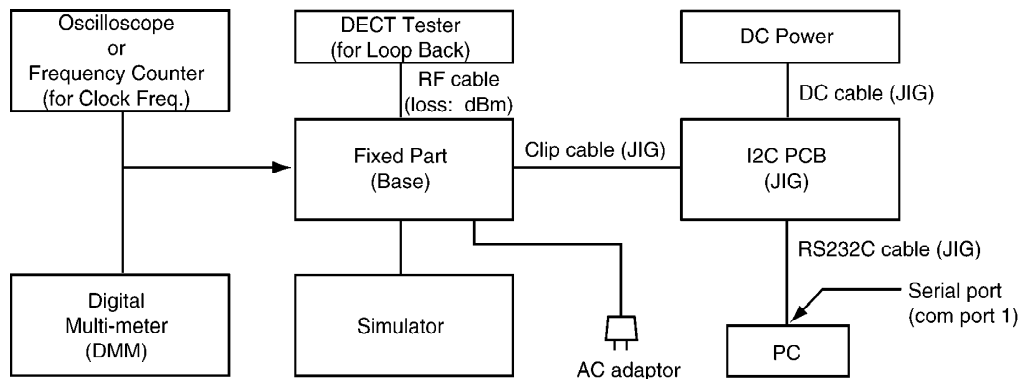 Oscilloscope
or
Frequency Counter
(for Clock Freq.)
DECT Tester
(for Loop Back)
DC Power
RF cable
(loss: dBm)
DC cable (JIG)
Fixed Part
(Base)
Clip cable (JIG)
I2C PCB
(JIG)
RS232C cable (JIG)
Digital
Multi-meter
(DMM)
Simulator
AC adaptor
Serial port
(com port 1)
PC